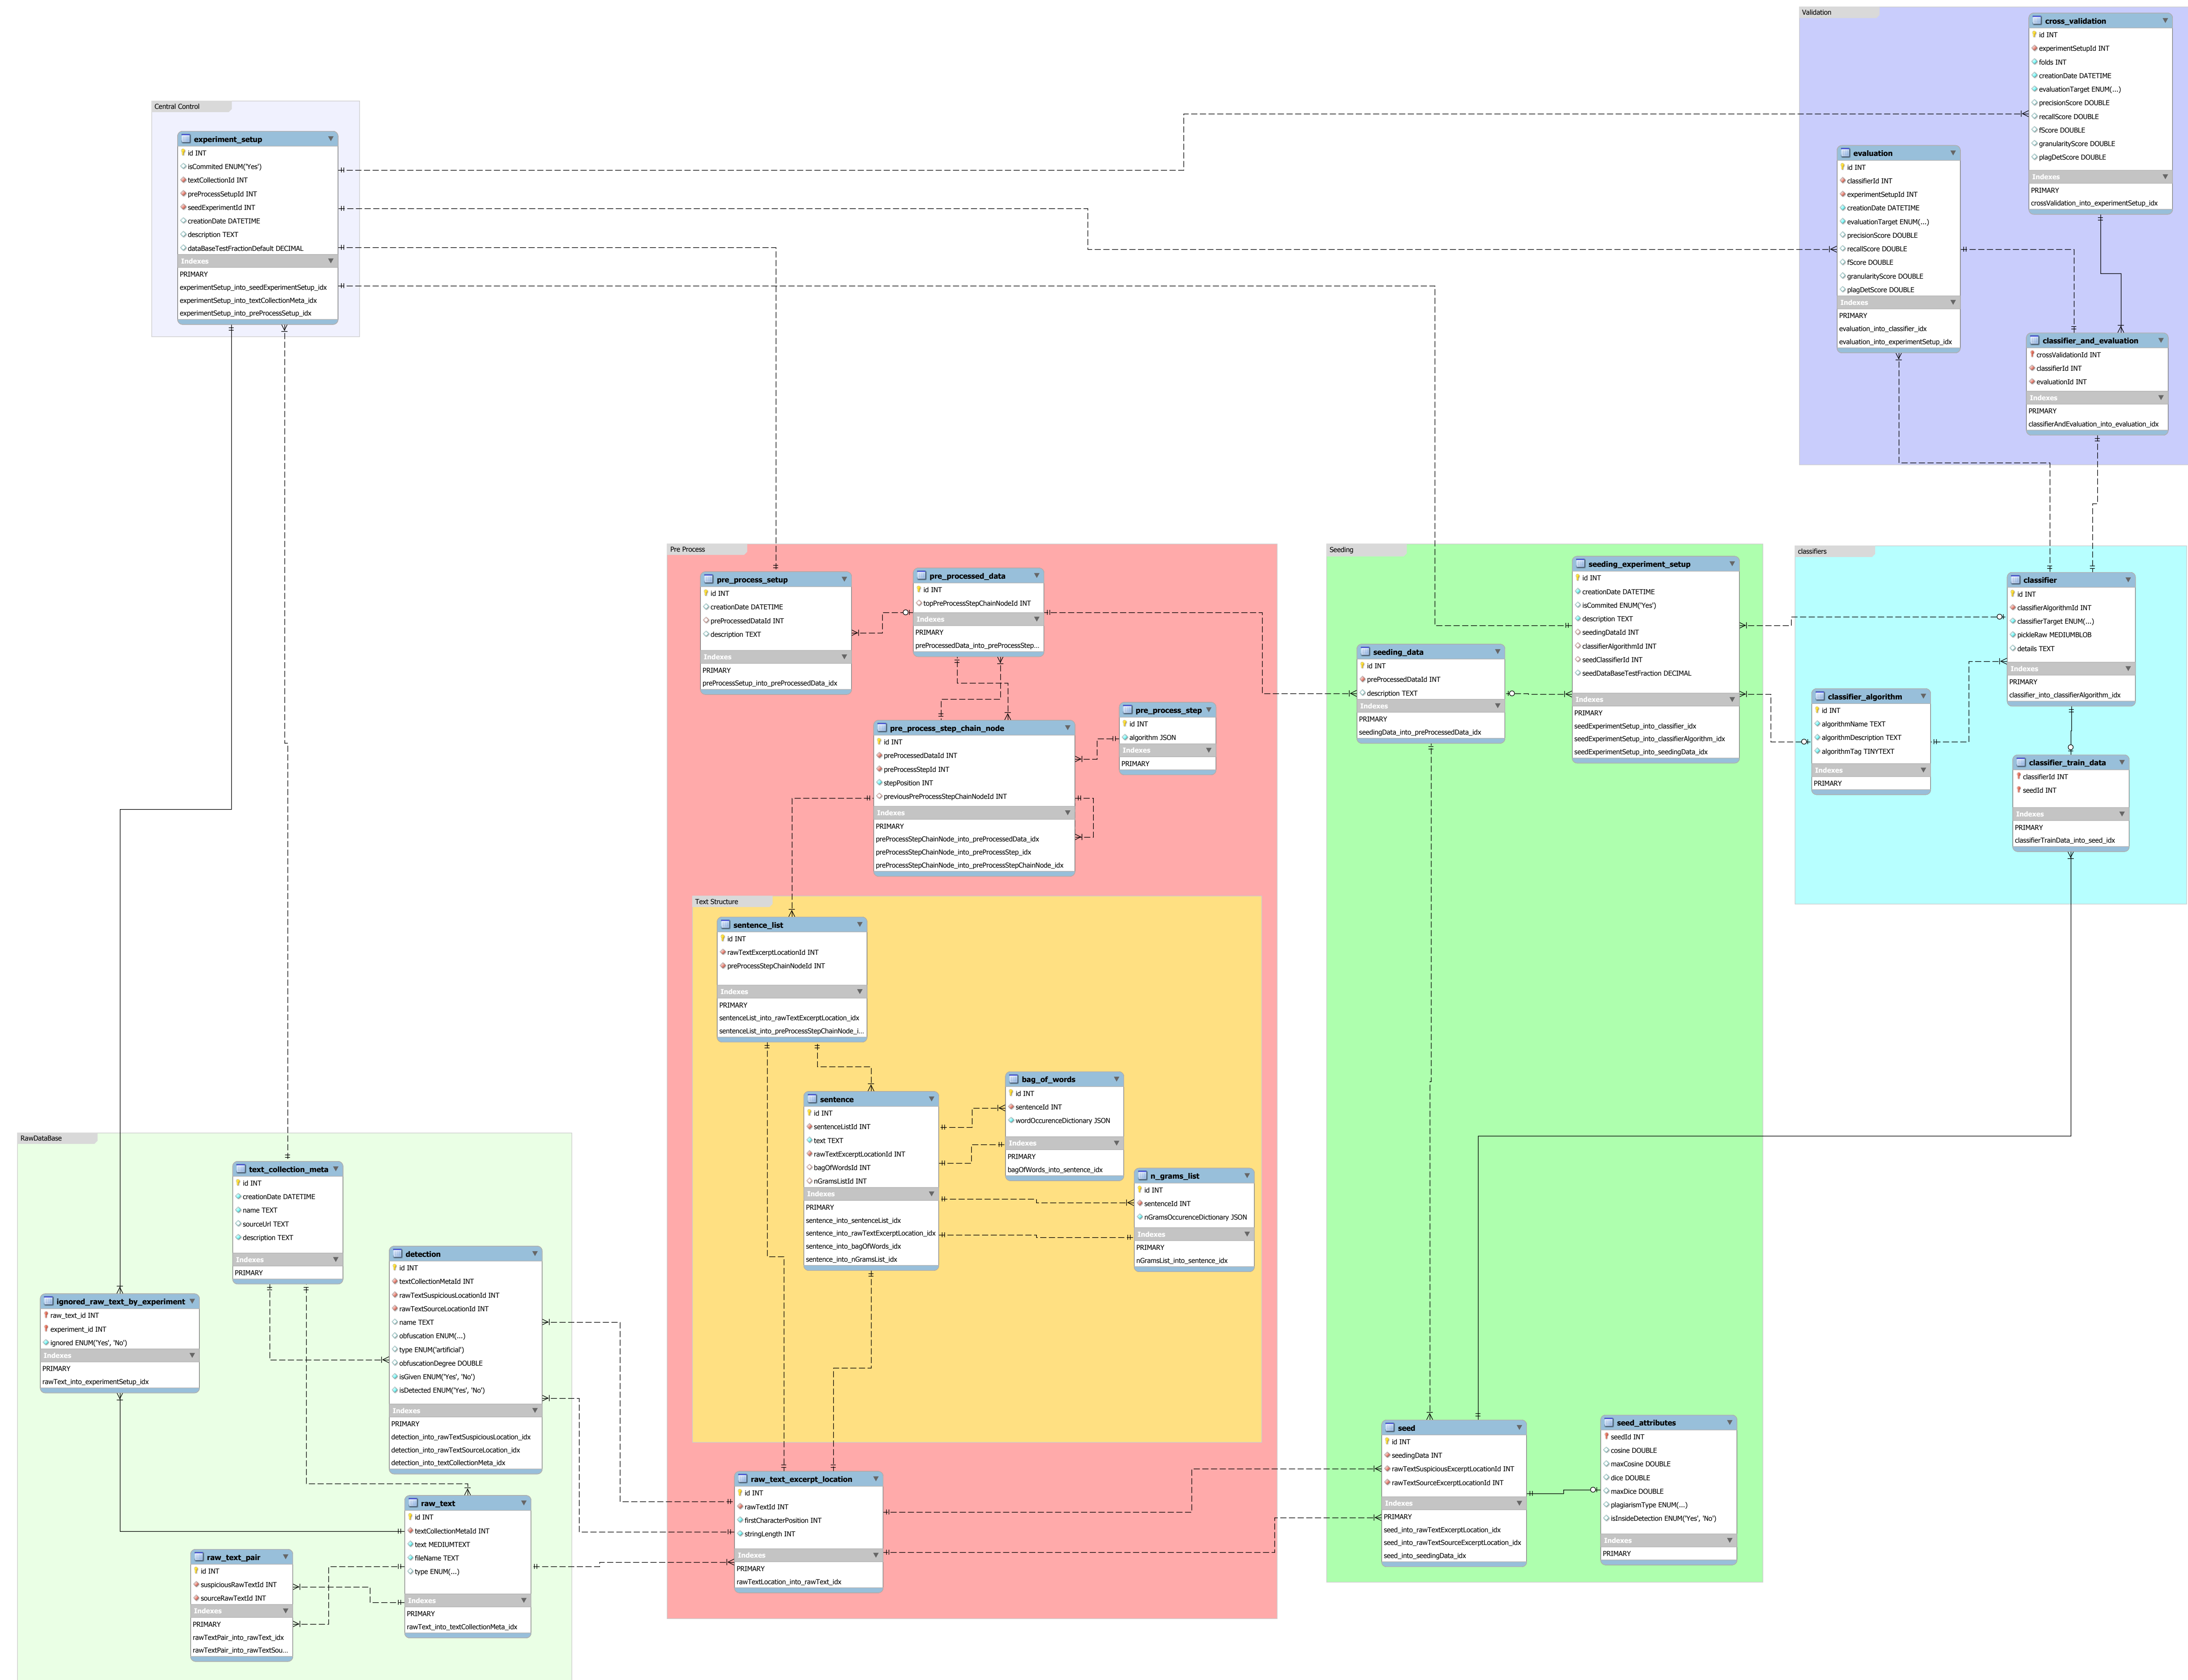 Validation
cross_validation
id INT
experimentSetupId INT
folds INT
creationDate DATETIME
evaluationTarget ENUM(...)
precisionScore DOUBLE
recallScore DOUBLE
fScore DOUBLE
granularityScore DOUBLE
plagDetScore DOUBLE
Indexes
PRIMARY
crossValidation_into_experimentSetup_idx
evaluation
id INT
classifierId INT
experimentSetupId INT
creationDate DATETIME
evaluationTarget ENUM(...)
precisionScore DOUBLE
recallScore DOUBLE
fScore DOUBLE
granularityScore DOUBLE
plagDetScore DOUBLE
Indexes
PRIMARY
evaluation_into_classifier_idx
evaluation_into_experimentSetup_idx
classifier_and_evaluation
crossValidationId INT
classifierId INT
evaluationId INT
Indexes
PRIMARY
classifierAndEvaluation_into_evaluation_idx
Central Control
experiment_setup
id INT
isCommited ENUM('Yes')
textCollectionId INT
preProcessSetupId INT
seedExperimentId INT
creationDate DATETIME
description TEXT
dataBaseTestFractionDefault DECIMAL
Indexes
PRIMARY
experimentSetup_into_seedExperimentSetup_idx
experimentSetup_into_textCollectionMeta_idx
experimentSetup_into_preProcessSetup_idx
Pre Process
pre_process_setup
id INT
creationDate DATETIME
preProcessedDataId INT
description TEXT
Indexes
PRIMARY
preProcessSetup_into_preProcessedData_idx
pre_processed_data
id INT
topPreProcessStepChainNodeId INT
Indexes
PRIMARY
preProcessedData_into_preProcessStep...
pre_process_step_chain_node
id INT
preProcessedDataId INT
preProcessStepId INT
stepPosition INT
previousPreProcessStepChainNodeId INT
Indexes
PRIMARY
preProcessStepChainNode_into_preProcessedData_idx
preProcessStepChainNode_into_preProcessStep_idx
preProcessStepChainNode_into_preProcessStepChainNode_idx
pre_process_step
id INT
algorithm JSON
Indexes
PRIMARY
Text Structure
sentence_list
id INT
rawTextExcerptLocationId INT
preProcessStepChainNodeId INT
Indexes
PRIMARY
sentenceList_into_rawTextExcerptLocation_idx
sentenceList_into_preProcessStepChainNode_i...
sentence
id INT
sentenceListId INT
text TEXT
rawTextExcerptLocationId INT
bagOfWordsId INT
nGramsListId INT
Indexes
PRIMARY
sentence_into_sentenceList_idx
sentence_into_rawTextExcerptLocation_idx
sentence_into_bagOfWords_idx
sentence_into_nGramsList_idx
bag_of_words
id INT
sentenceId INT
wordOccurenceDictionary JSON
Indexes
PRIMARY
bagOfWords_into_sentence_idx
n_grams_list
id INT
sentenceId INT
nGramsOccurenceDictionary JSON
Indexes
PRIMARY
nGramsList_into_sentence_idx
raw_text_excerpt_location
id INT
rawTextId INT
firstCharacterPosition INT
stringLength INT
Indexes
PRIMARY
rawTextLocation_into_rawText_idx
Seeding
seeding_experiment_setup
id INT
creationDate DATETIME
isCommited ENUM('Yes')
description TEXT
seedingDataId INT
classifierAlgorithmId INT
seedClassifierId INT
seedDataBaseTestFraction DECIMAL
Indexes
PRIMARY
seedExperimentSetup_into_classifier_idx
seedExperimentSetup_into_classifierAlgorithm_idx
seedExperimentSetup_into_seedingData_idx
seeding_data
id INT
preProcessedDataId INT
description TEXT
Indexes
PRIMARY
seedingData_into_preProcessedData_idx
seed
id INT
seedingData INT
rawTextSuspiciousExcerptLocationId INT
rawTextSourceExcerptLocationId INT
Indexes
PRIMARY
seed_into_rawTextExcerptLocation_idx
seed_into_rawTextSourceExcerptLocation_idx
seed_into_seedingData_idx
seed_attributes
seedId INT
cosine DOUBLE
maxCosine DOUBLE
dice DOUBLE
maxDice DOUBLE
plagiarismType ENUM(...)
isInsideDetection ENUM('Yes', 'No')
Indexes
PRIMARY
classifiers
classifier
id INT
classifierAlgorithmId INT
classifierTarget ENUM(...)
pickleRaw MEDIUMBLOB
details TEXT
Indexes
PRIMARY
classifier_into_classifierAlgorithm_idx
classifier_algorithm
id INT
algorithmName TEXT
algorithmDescription TEXT
algorithmTag TINYTEXT
Indexes
PRIMARY
classifier_train_data
classifierId INT
seedId INT
Indexes
PRIMARY
classifierTrainData_into_seed_idx
RawDataBase
text_collection_meta
id INT
creationDate DATETIME
name TEXT
sourceUrl TEXT
description TEXT
Indexes
PRIMARY
ignored_raw_text_by_experiment
raw_text_id INT
experiment_id INT
ignored ENUM('Yes', 'No')
Indexes
PRIMARY
rawText_into_experimentSetup_idx
detection
id INT
textCollectionMetaId INT
rawTextSuspiciousLocationId INT
rawTextSourceLocationId INT
name TEXT
obfuscation ENUM(...)
type ENUM('artificial')
obfuscationDegree DOUBLE
isGiven ENUM('Yes', 'No')
isDetected ENUM('Yes', 'No')
Indexes
PRIMARY
detection_into_rawTextSuspiciousLocation_idx
detection_into_rawTextSourceLocation_idx
detection_into_textCollectionMeta_idx
raw_text
id INT
textCollectionMetaId INT
text MEDIUMTEXT
fileName TEXT
type ENUM(...)
Indexes
PRIMARY
rawText_into_textCollectionMeta_idx
raw_text_pair
id INT
suspiciousRawTextId INT
sourceRawTextId INT
Indexes
PRIMARY
rawTextPair_into_rawText_idx
rawTextPair_into_rawTextSou...